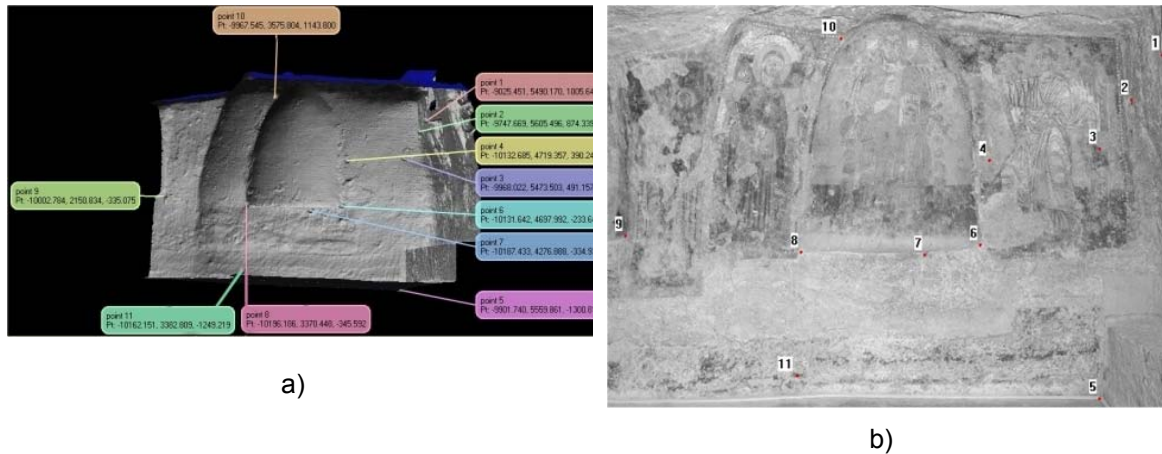 point 10
Pt: -9967.545, 3575.804, 1143.800
point 1
Pt: -9025.451, 5490.170, 1805.64
point 2
Pt: -9747.669, 5605.496, 874.339
point 4
Pt: -10132.685, 4719.357, 390.24
point 3
Pt: -9968.022, 5473.503, 491.157
point 9
Pt: -10002.784, 2150.834, -335.075
point 6
Pt: -10131.642, 4697.992, -233.64
point 7
Pt: -10187.433, 4276.888, -334.9
point 5
Pt: -9901.740, 5559.861, -1300.8
point 11
Pt: -10162.151, 3382.809, -1249.219
point 8
Pt: -10196.186, 3370.448, -345.592
a)
10
1
2
3
4
9
8
7
6
11
5
b)